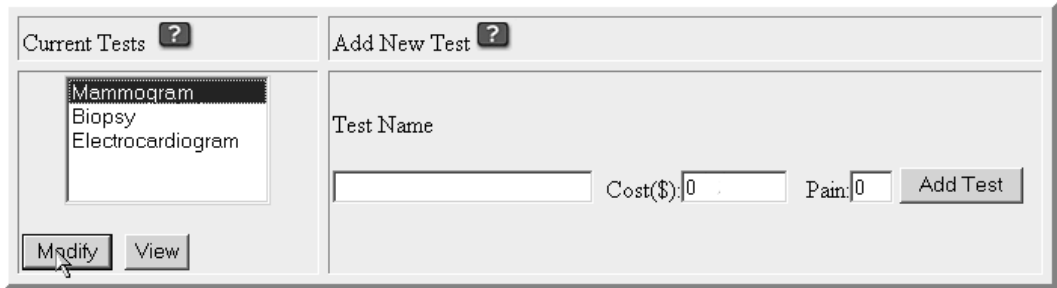 Current Tests ?
Add New Test ?
Mammogram
Biopsy
Electrocardiogram
Test Name
Cost($): 0
Pain: 0
Add Test
Modify
View